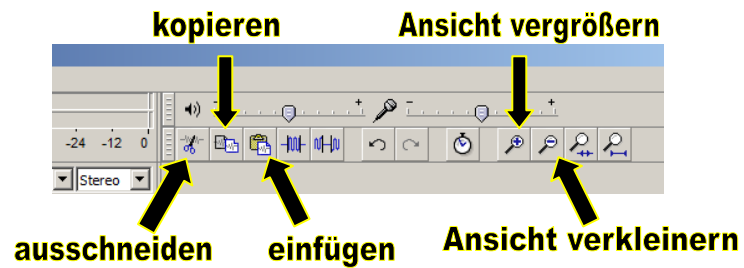 kopieren Ansicht vergrößern
- + - +
-24 -12 0
Stereo
ausschneiden einfügen Ansicht verkleinern